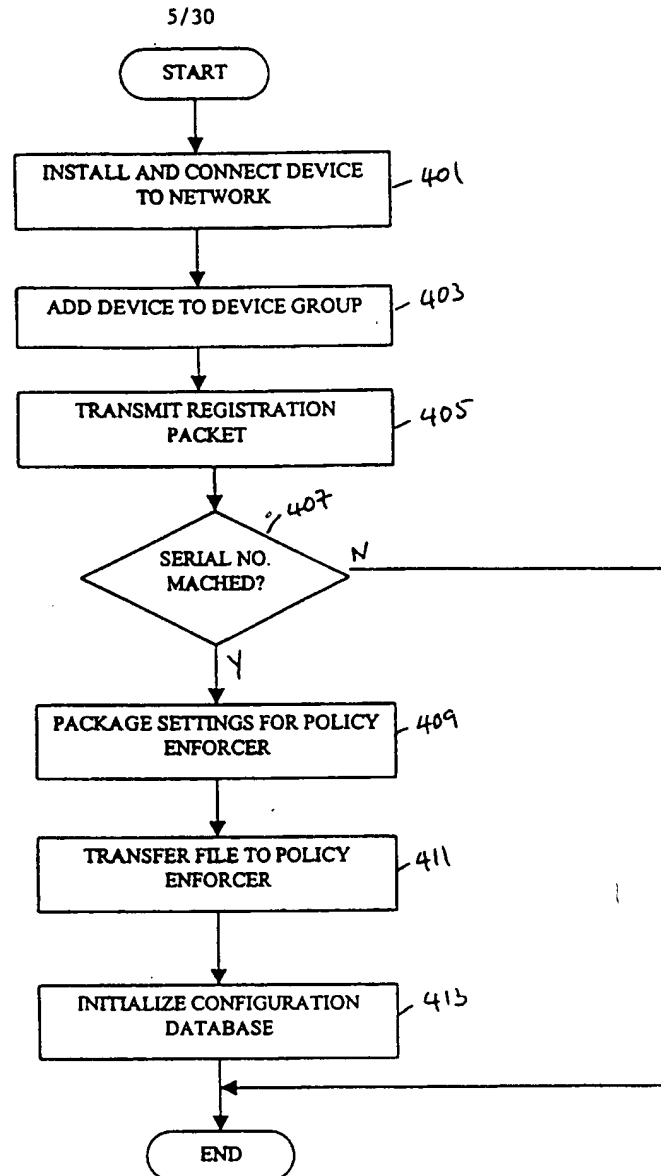 5/30
START
INSTALL AND CONNECT DEVICE
TO NETWORK
401
ADD DEVICE TO DEVICE GROUP
403
TRANSMIT REGISTRATION
PACKET
405
407
SERIAL NO.
MACHED?
N
Y
PACKAGE SETTINGS FOR POLICY
ENFORCER
409
TRANSFER FILE TO POLICY
ENFORCER
411
INITIALIZE CONFIGURATION
DATABASE
413
END